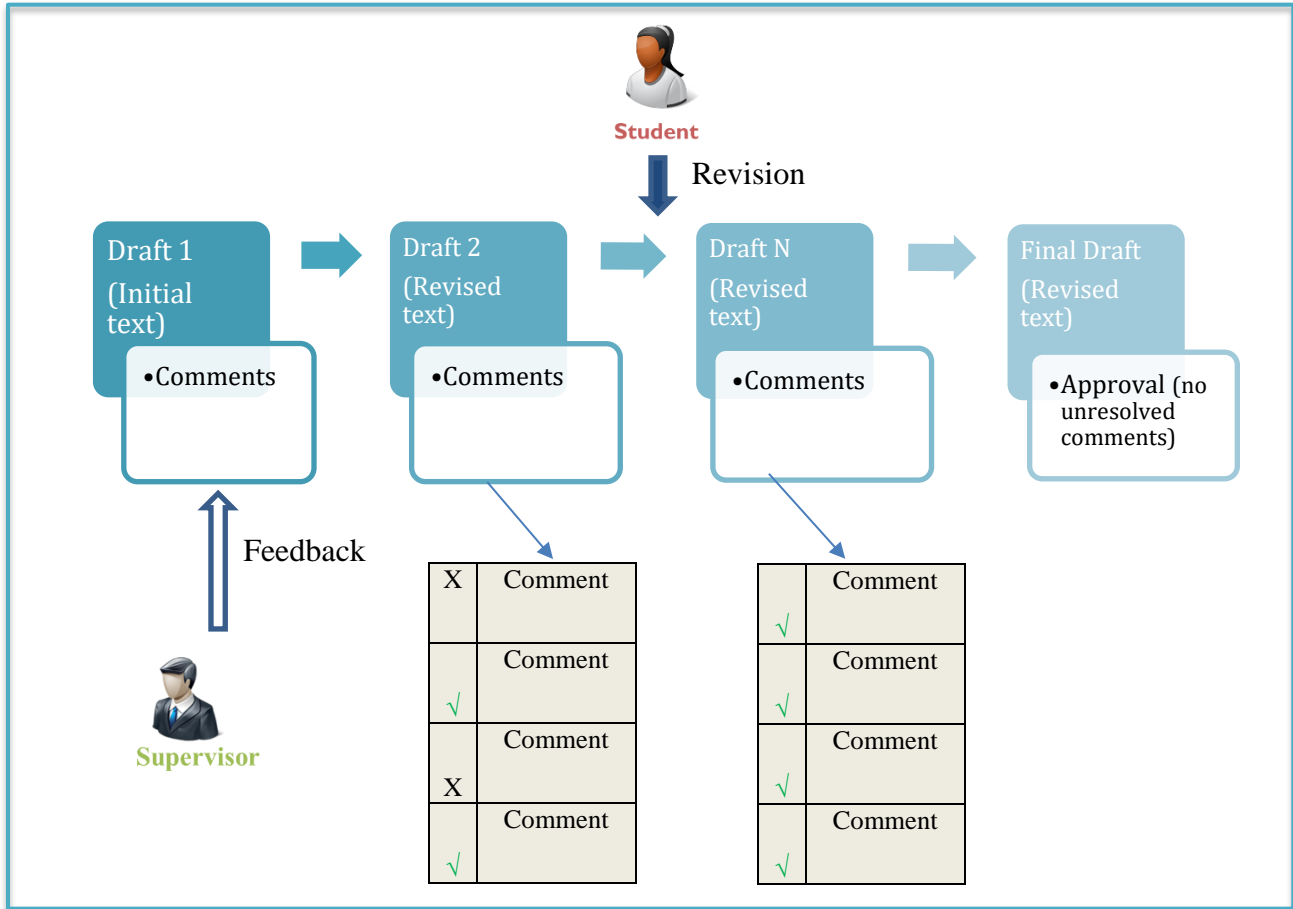 Student
Revision
Draft 1
(Initial
text)
•Comments
Draft 2
(Revised
text)
•Comments
Draft N
(Revised
text)
•Comments
Final Draft
(Revised
text)
•Approval (no
unresolved
comments)
Feedback
Supervisor
X Comment
Comment
√
Comment
X
Comment
√
Comment
√
Comment
√
Comment
√
Comment
√